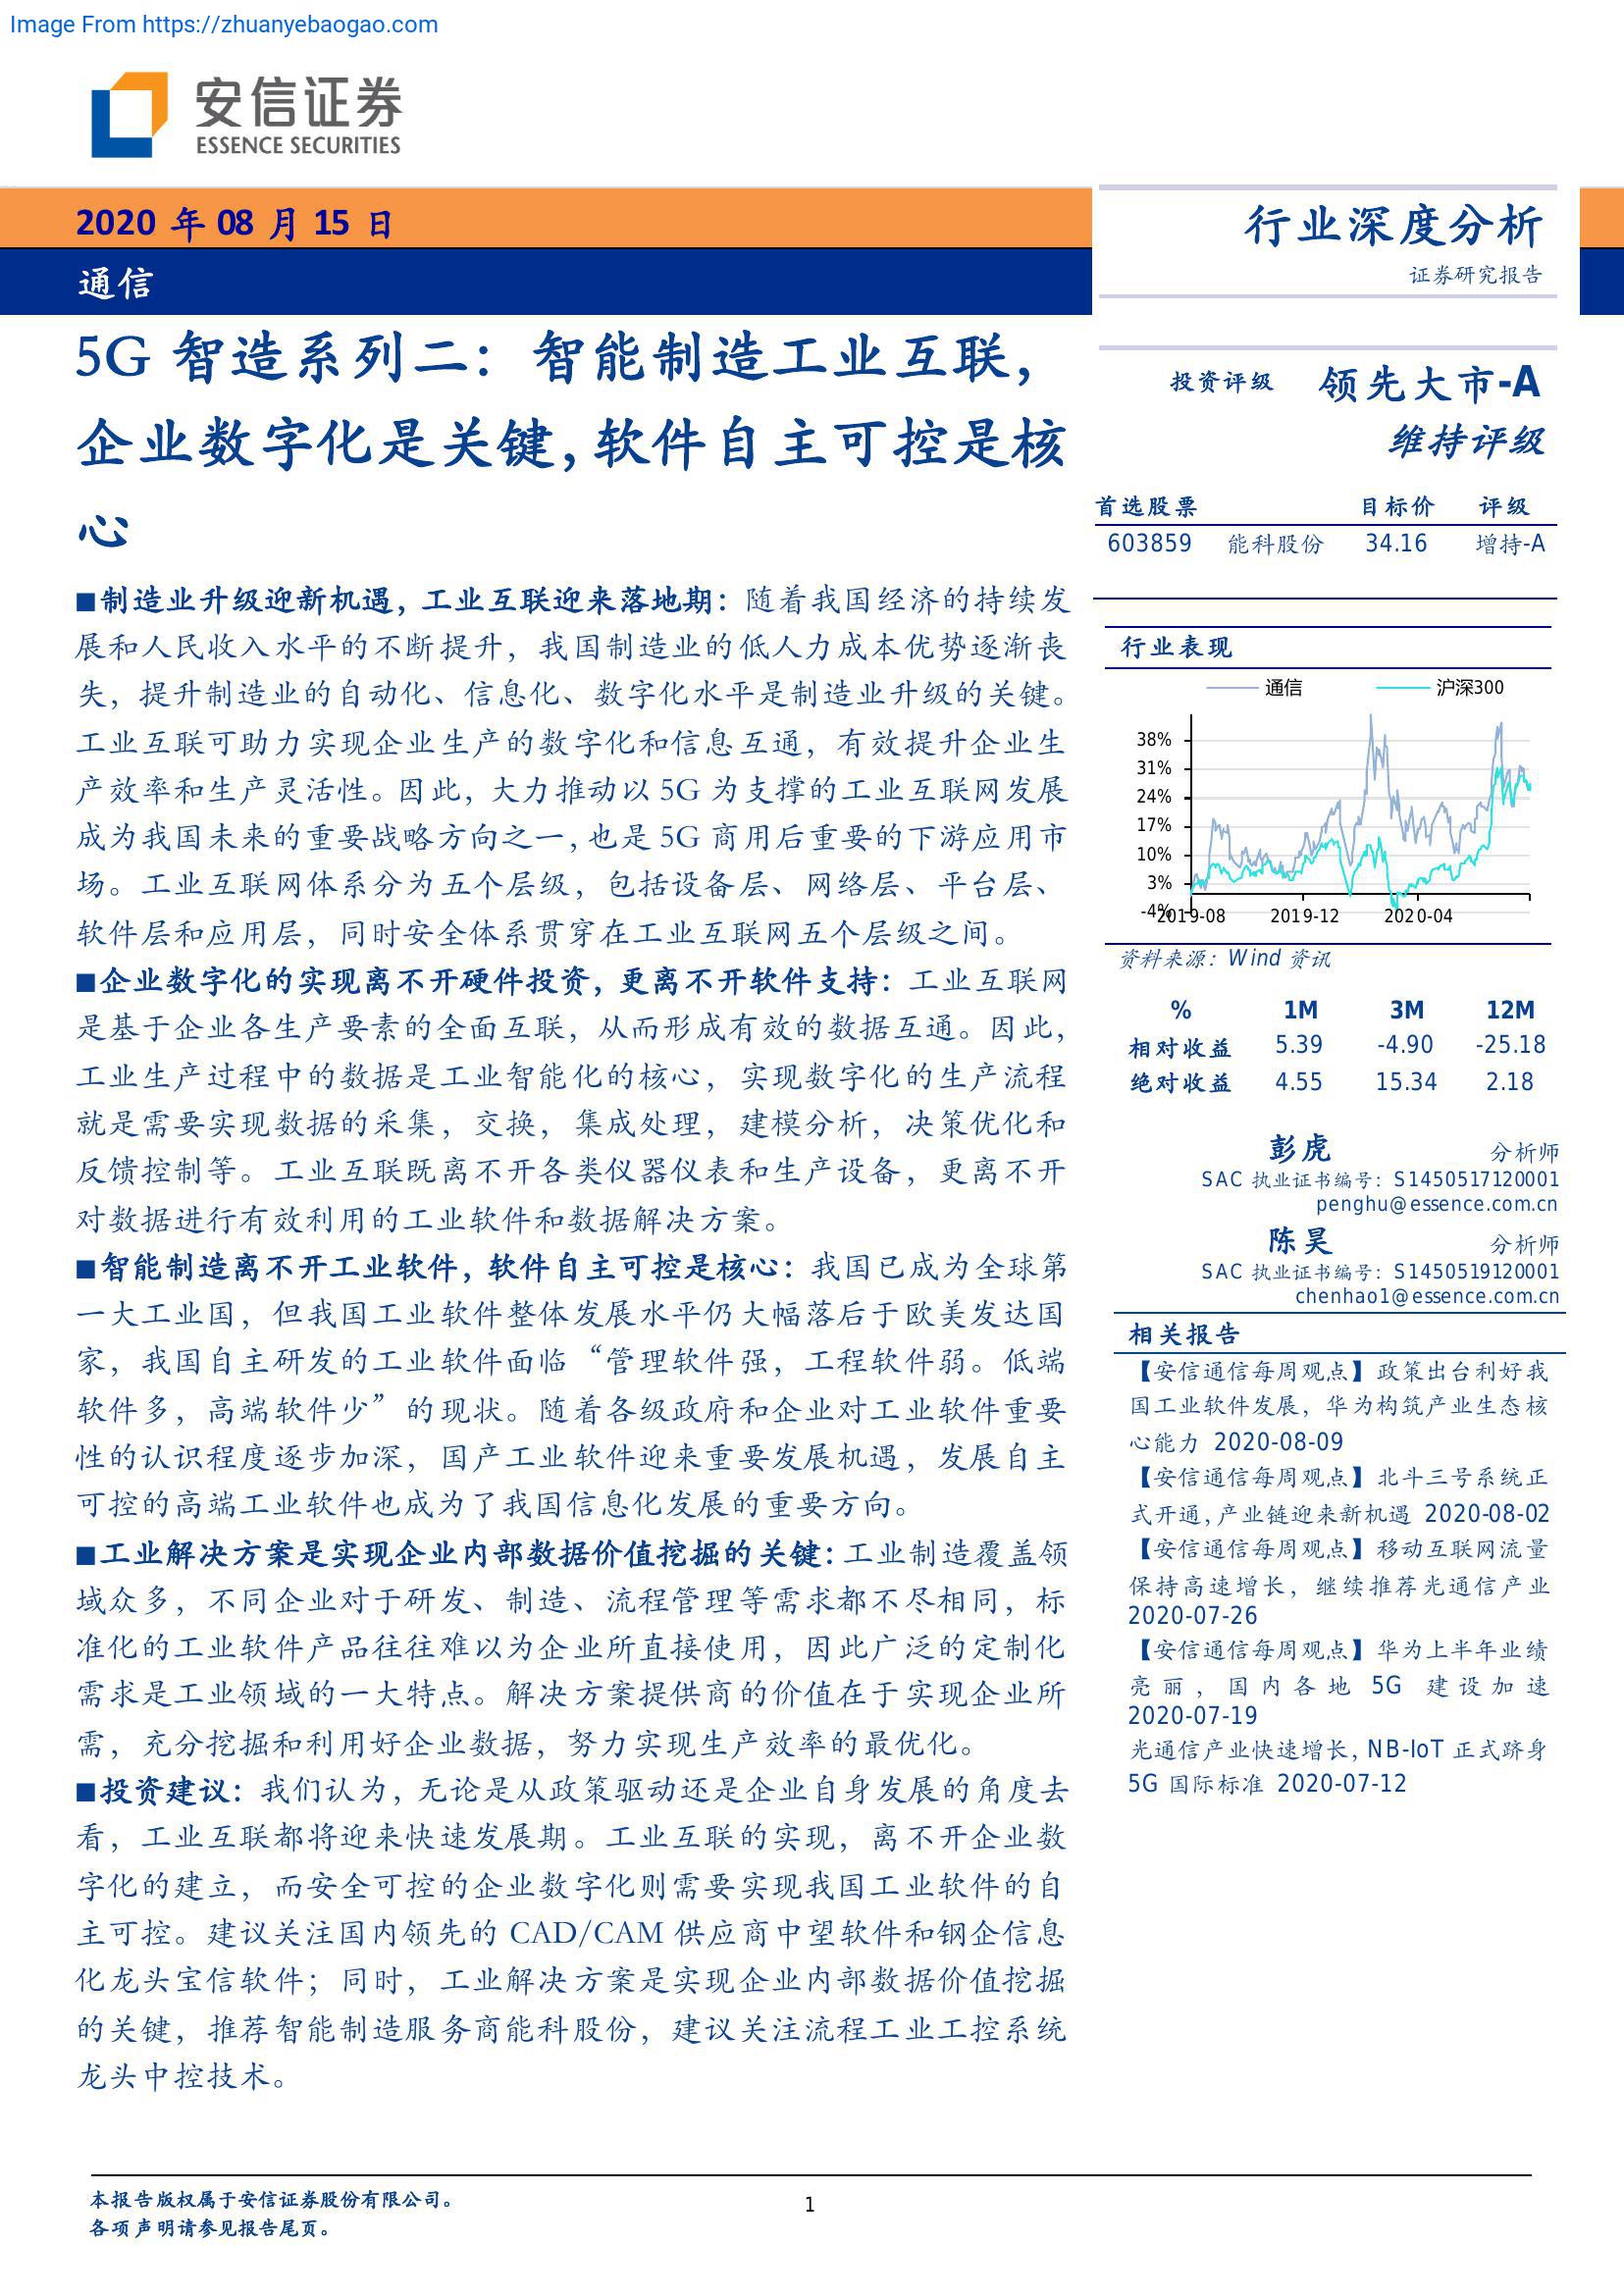 Image From https://zhuanyebaogao.com
安信证券
ESSENCE SECURITIES
2020 年 08 月 15 日
通信
5G 智造系列二：智能制造工业互联，
企业数字化是关键，软件自主可控是核
心
■制造业升级迎新机遇，工业互联迎来落地期：随着我国经济的持续发
展和人民收入水平的不断提升，我国制造业的低人力成本优势逐渐丧
失，提升制造业的自动化、信息化、数字化水平是制造业升级的关键。
工业互联可助力实现企业生产的数字化和信息互通，有效提升企业生
产效率和生产灵活性。因此，大力推动以 5G 为支撑的工业互联网发展
成为我国未来的重要战略方向之一，也是 5G 商用后重要的下游应用市
场。工业互联网体系分为五个层级，包括设备层、网络层、平台层、
软件层和应用层，同时安全体系贯穿在工业互联网五个层级之间。
■企业数字化的实现离不开硬件投资，更离不开软件支持：工业互联网
是基于企业各生产要素的全面互联，从而形成有效的数据互通。因此，
工业生产过程中的数据是工业智能化的核心，实现数字化的生产流程
就是需要实现数据的采集，交换，集成处理，建模分析，决策优化和
反馈控制等。工业互联既离不开各类仪器仪表和生产设备，更离不开
对数据进行有效利用的工业软件和数据解决方案。
■智能制造离不开工业软件，软件自主可控是核心：我国已成为全球第
一大工业国，但我国工业软件整体发展水平仍大幅落后于欧美发达国
家，我国自主研发的工业软件面临“管理软件强，工程软件弱。低端
软件多，高端软件少”的现状。随着各级政府和企业对工业软件重要
性的认识程度逐步加深，国产工业软件迎来重要发展机遇，发展自主
可控的高端工业软件也成为了我国信息化发展的重要方向。
■工业解决方案是实现企业内部数据价值挖掘的关键：工业制造覆盖领
域众多，不同企业对于研发、制造、流程管理等需求都不尽相同，标
准化的工业软件产品往往难以为企业所直接使用，因此广泛的定制化
需求是工业领域的一大特点。解决方案提供商的价值在于实现企业所
需，充分挖掘和利用好企业数据，努力实现生产效率的最优化。
■投资建议：我们认为，无论是从政策驱动还是企业自身发展的角度去
看，工业互联都将迎来快速发展期。工业互联的实现，离不开企业数
字化的建立，而安全可控的企业数字化则需要实现我国工业软件的自
主可控。建议关注国内领先的 CAD/CAM 供应商中望软件和钢企信息
化龙头宝信软件；同时，工业解决方案是实现企业内部数据价值挖掘
的关键，推荐智能制造服务商能科股份，建议关注流程工业工控系统
龙头中控技术。
行业深度分析
证券研究报告
投资评级 领先大市-A
维持评级
首选股票 目标价 评级
603859 能科股份 34.16 增持-A
行业表现
通信 沪深300
38%
31%
24%
17%
10%
3%
-4%
2019-08 2019-12 2020-04
资料来源：Wind 资讯
% 1M 3M 12M
相对收益 5.39 -4.90 -25.18
绝对收益 4.55 15.34 2.18
彭虎 分析师
SAC 执业证书编号：S1450517120001
penghu@essence.com.cn
陈昊 分析师
SAC 执业证书编号：S1450519120001
chenhao1@essence.com.cn
相关报告
【安信通信每周观点】政策出台利好我
国工业软件发展，华为构筑产业生态核
心能力 2020-08-09
【安信通信每周观点】北斗三号系统正
式开通，产业链迎来新机遇 2020-08-02
【安信通信每周观点】移动互联网流量
保持高速增长，继续推荐光通信产业
2020-07-26
【安信通信每周观点】华为上半年业绩
亮丽，国内各地 5G 建设加速
2020-07-19
光通信产业快速增长，NB-IoT 正式跻身
5G 国际标准 2020-07-12
本报告版权属于安信证券股份有限公司。
各项声明请参见报告尾页。
1